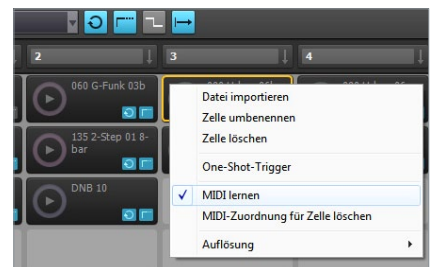 2
3
4
060 G-Funk 03b
Datei importieren
Zelle umbenennen
Zelle löschen
135 2-Step 01 8-
bar
One-Shot-Trigger
DNB 10
MIDI lernen
MIDI-Zuordnung für Zelle löschen
Auflösung